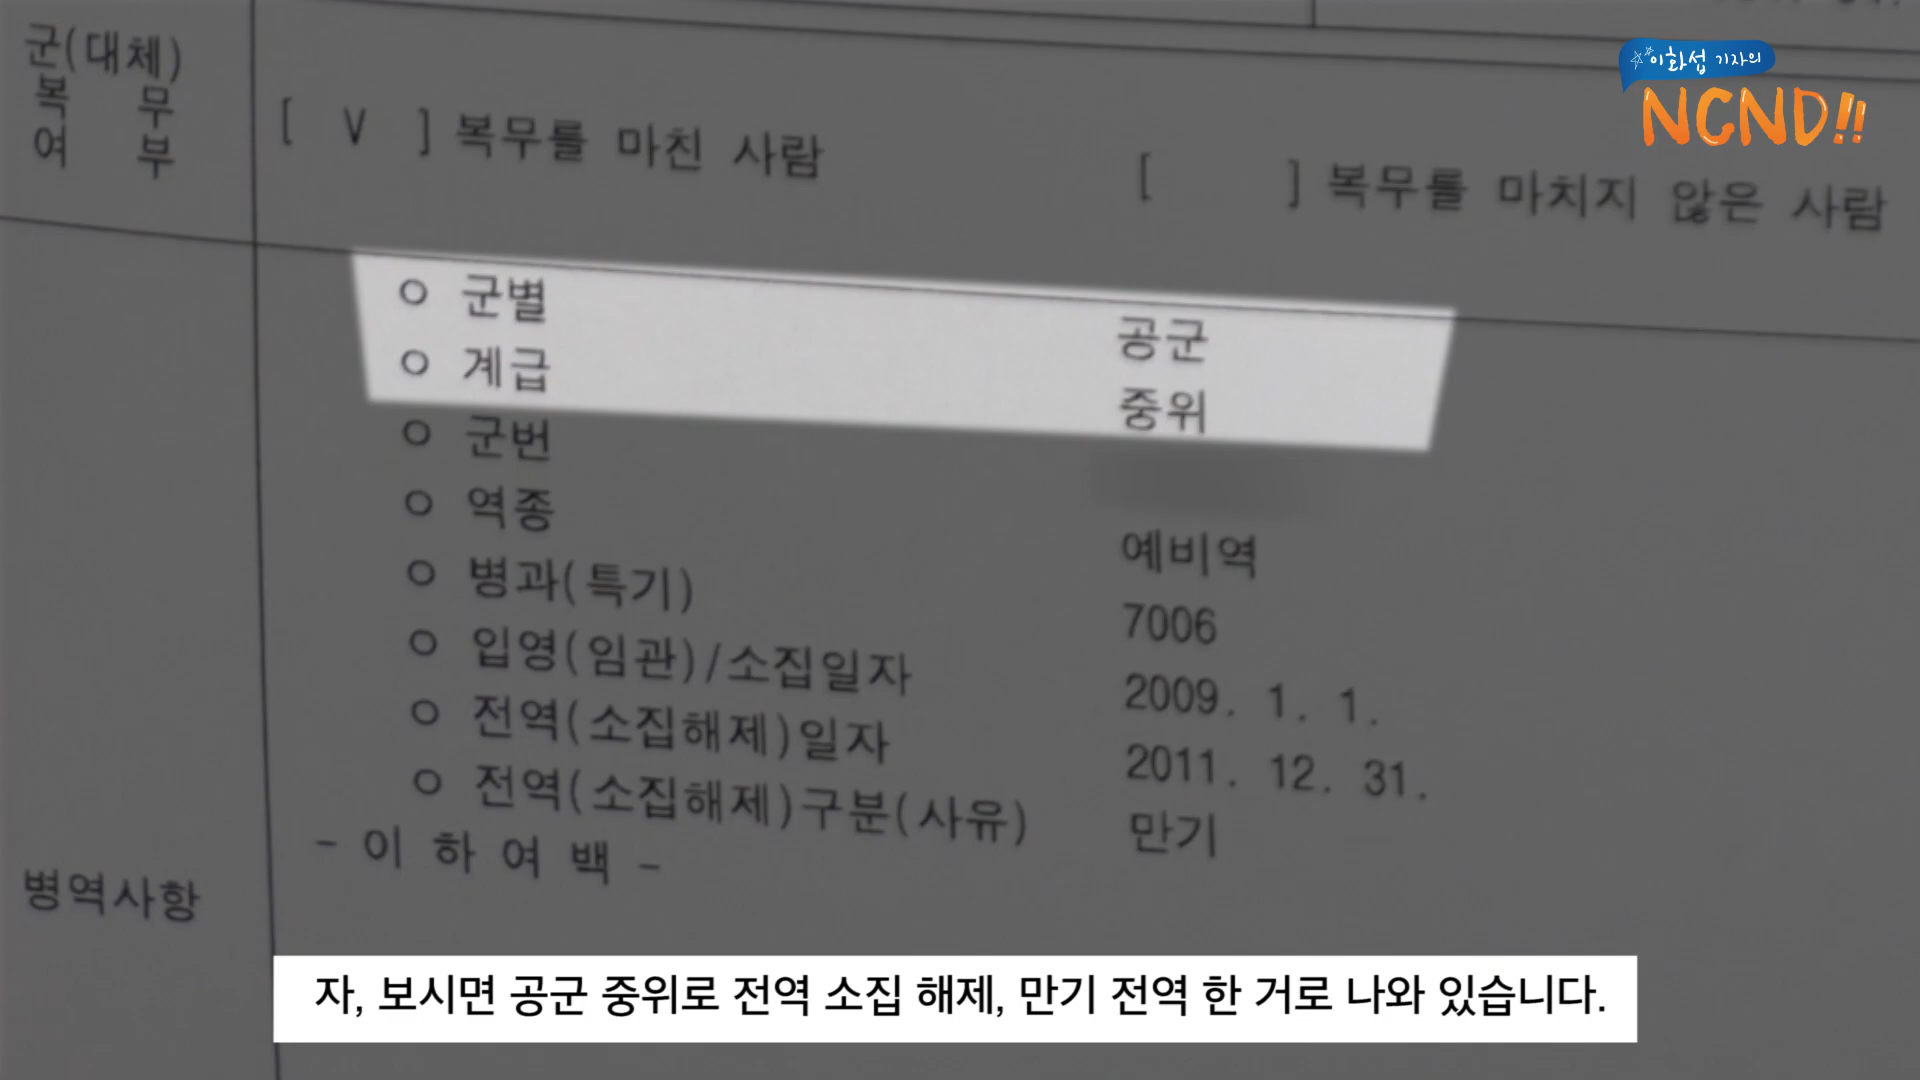 군(대체)
복 무
여 부
[ V ] 복무를 마친 사람
[ ] 복무를 마치지 않은 사람
☆☆이화섭 기자의
NCND!!
○ 군별 공군
○ 계급 중위
○ 군번
○ 역종 예비역
○ 병과(특기) 7006
○ 입영(임관)/소집일자 2009. 1. 1.
○ 전역(소집해제)일자 2011. 12. 31.
○ 전역(소집해제)구분(사유) 만기
- 이 하 여 백 -
병역사항
자, 보시면 공군 중위로 전역 소집 해제, 만기 전역 한 거로 나와 있습니다.